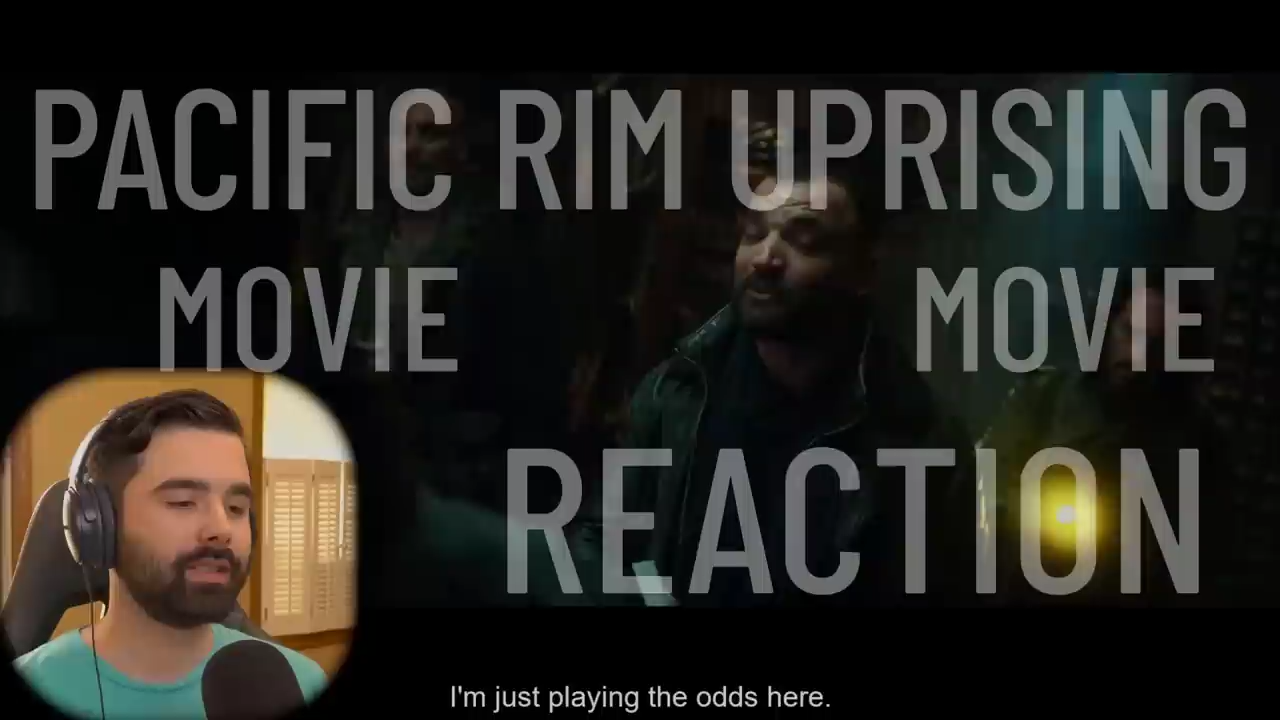 PACIFIC RIM UPRISING
MOVIE MOVIE
REACTION
I'm just playing the odds here.